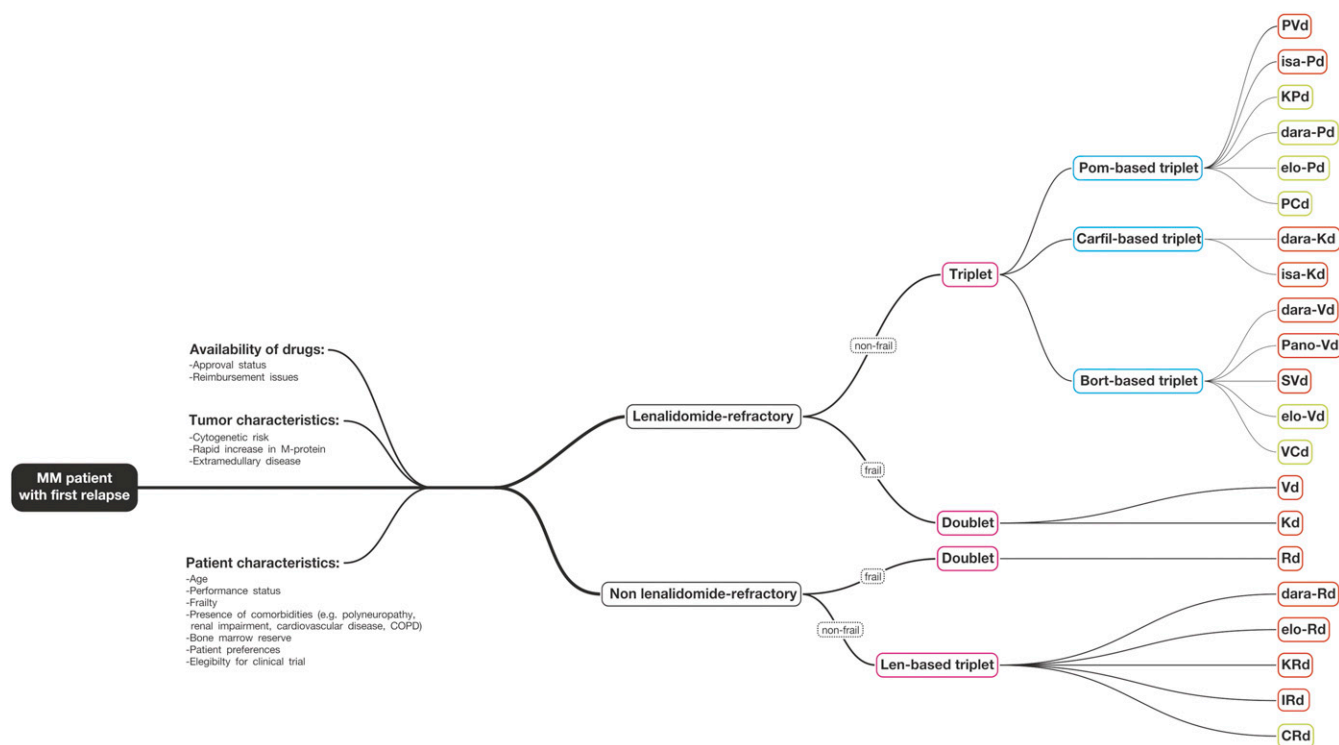 MM patient
with first relapse
Availability of drugs:
-Approval status
-Reimbursement issues
Tumor characteristics:
-Cytogenetic risk
-Rapid increase in M-protein
-Extramedullary disease
Patient characteristics:
-Age
-Performance status
-Frailty
-Presence of comorbidities (e.g. polyneuropathy,
renal impairment, cardiovascular disease, COPD)
-Bone marrow reserve
-Patient preferences
-Elegibilty for clinical trial
Lenalidomide-refractory
non-frail
Triplet
Pom-based triplet
PVd
isa-Pd
KPd
dara-Pd
elo-Pd
PCd
Carfil-based triplet
dara-Kd
isa-Kd
Bort-based triplet
dara-Vd
Pano-Vd
SVd
elo-Vd
VCd
frail
Doublet
Vd
Kd
Non lenalidomide-refractory
frail
Doublet
Rd
non-frail
Len-based triplet
dara-Rd
elo-Rd
KRd
IRd
CRd